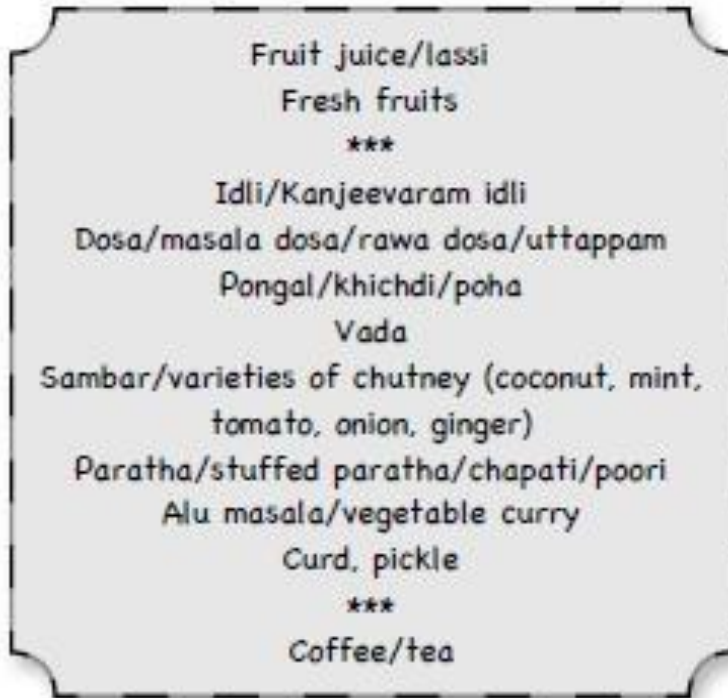 Fruit juice/lassi
Fresh fruits
***
Idli/Kanjeevaram idli
Dosa/masala dosa/rawa dosa/uttappam
Pongal/khichdi/poha
Vada
Sambar/varieties of chutney (coconut, mint,
tomato, onion, ginger)
Paratha/stuffed paratha/chapati/poori
Alu masala/vegetable curry
Curd, pickle
***
Coffee/tea